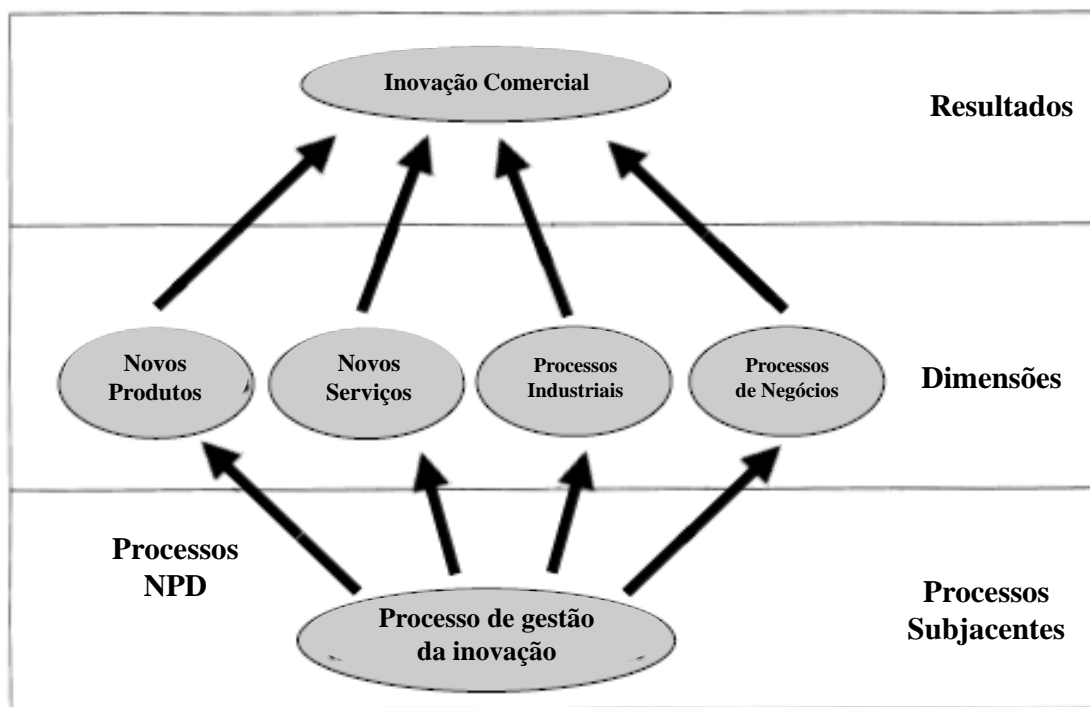 Inovação Comercial
Resultados
Novos
Produtos
Novos
Serviços
Processos
Industriais
Processos
de Negócios
Dimensões
Processos
NPD
Processo de gestão
da inovação
Processos
Subjacentes